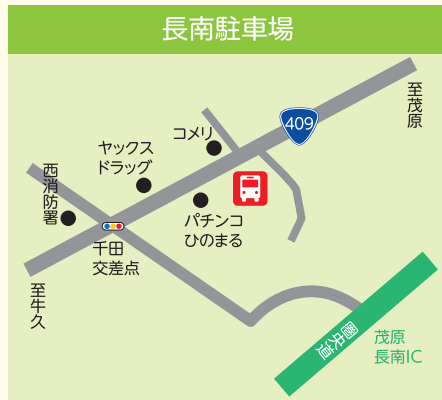 長南駐車場
409
至茂原
コメリ
ヤックス
ドラッグ
西消防署
パチンコ
ひのまる
千田
交差点
至牛久
圏央道
茂原
長南IC